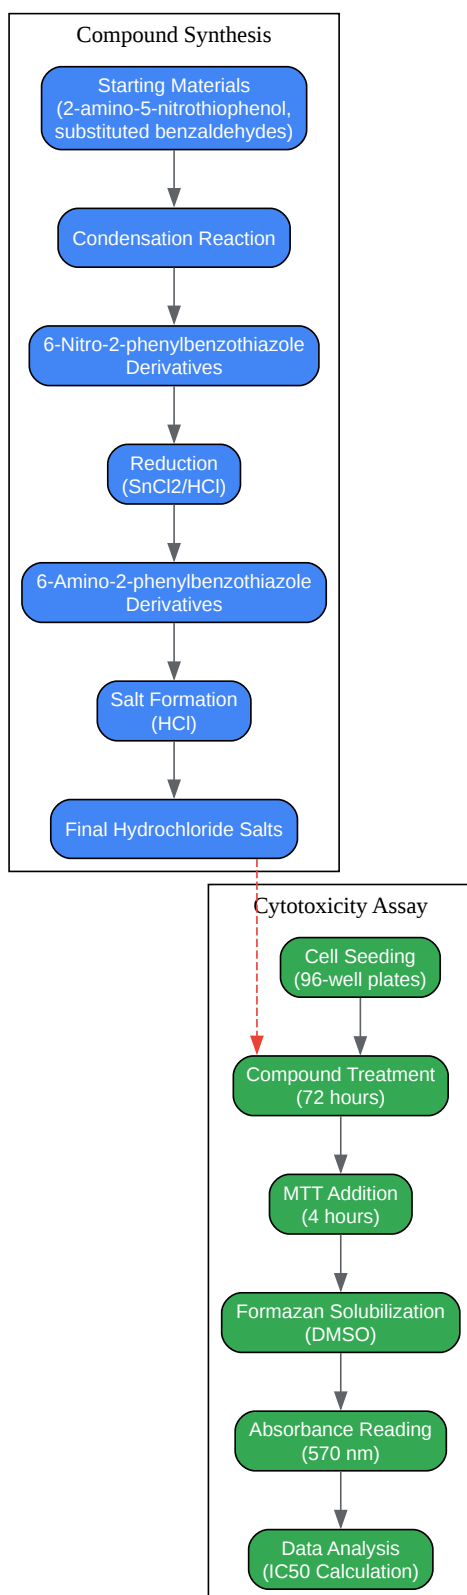 Compound Synthesis
Starting Materials
(2-amino-5-nitrothiophenol,
substituted benzaldehydes)
Condensation Reaction
6-Nitro-2-phenylbenzothiazole
Derivatives
Reduction
(SnCl2/HCl)
6-Amino-2-phenylbenzothiazole
Derivatives
Salt Formation
(HCl)
Final Hydrochloride Salts
Cytotoxicity Assay
Cell Seeding
(96-well plates)
Compound Treatment
(72 hours)
MTT Addition
(4 hours)
Formazan Solubilization
(DMSO)
Absorbance Reading
(570 nm)
Data Analysis
(IC50 Calculation)